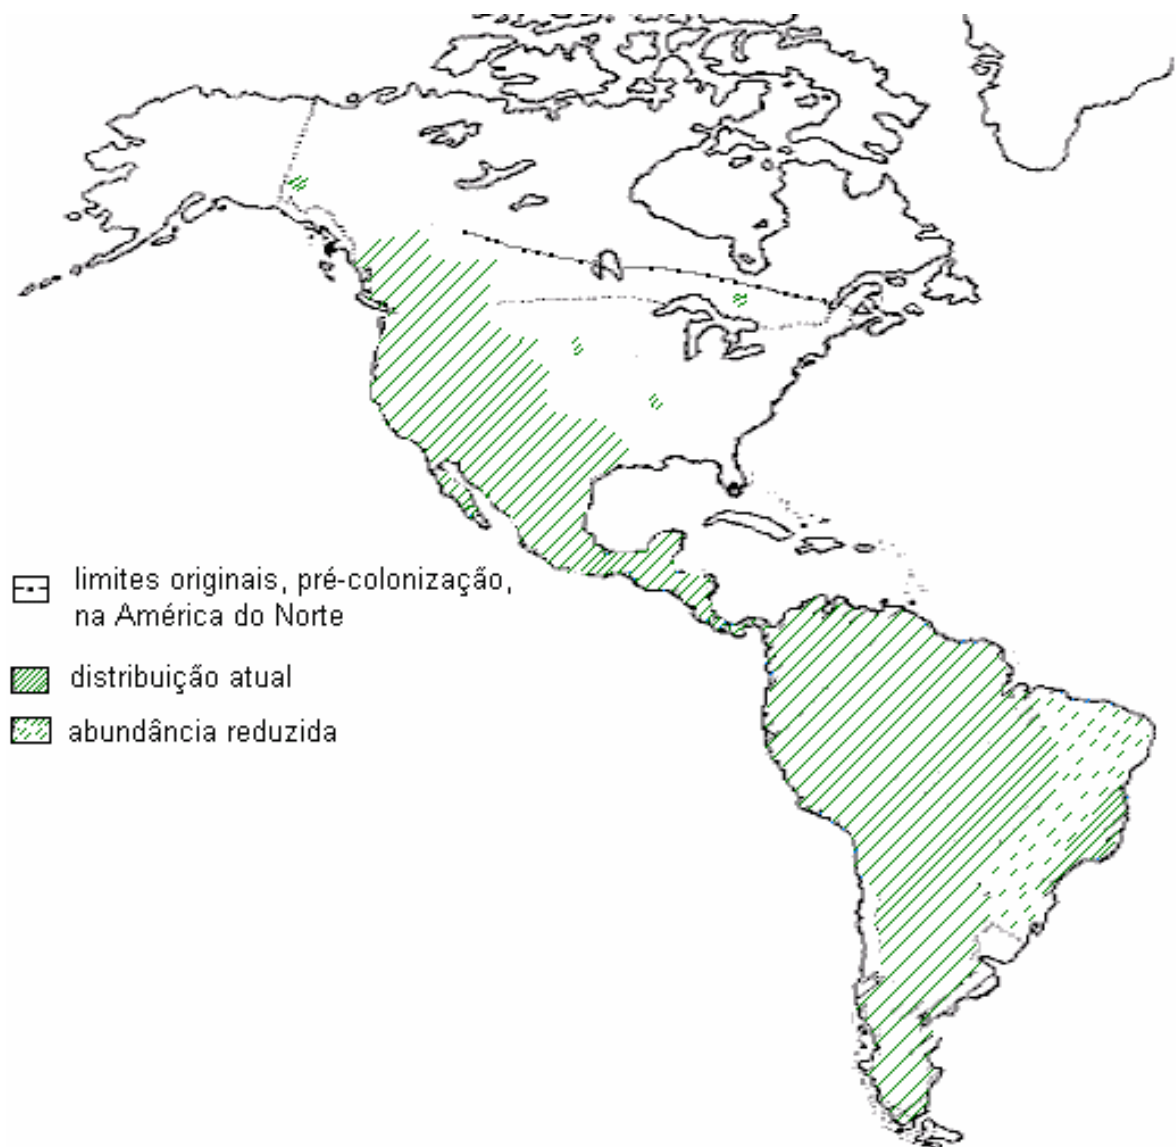 limites originais, pré-colonização,
na América do Norte
distribuição atual
abundância reduzida